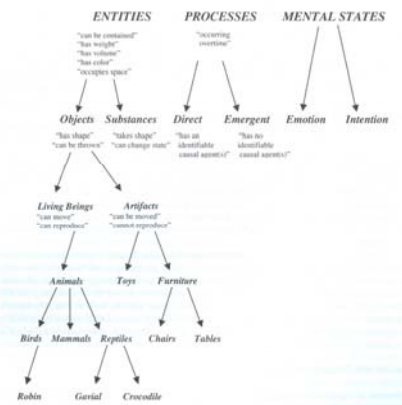 ENTITIES PROCESSES MENTAL STATES
"can be contained" "occurring
"has weight" overtime"
"has volume"
"has color"
"occupies space"
Objects Substances Direct Emergent Emotion Intention
"has shape" "takes shape" "has an "has no
"can be thrown" "can change state" identifiable identifiable
causal agent(s)" causal agent(s)"
Living Beings Artifacts
"can move" "can be moved"
"can reproduce" "cannot reproduce"
Animals Toys Furniture
Birds Mammals Reptiles Chairs Tables
Robin Gavial Crocodile